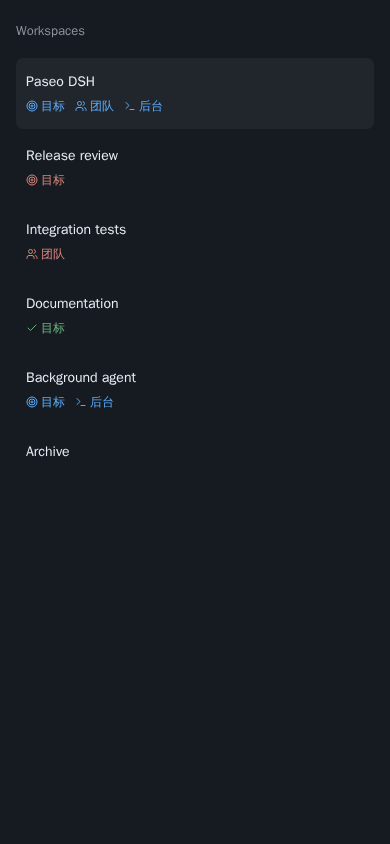 Workspaces
Paseo DSH
目标 团队 后台
Release review
目标
Integration tests
团队
Documentation
目标
Background agent
目标 后台
Archive